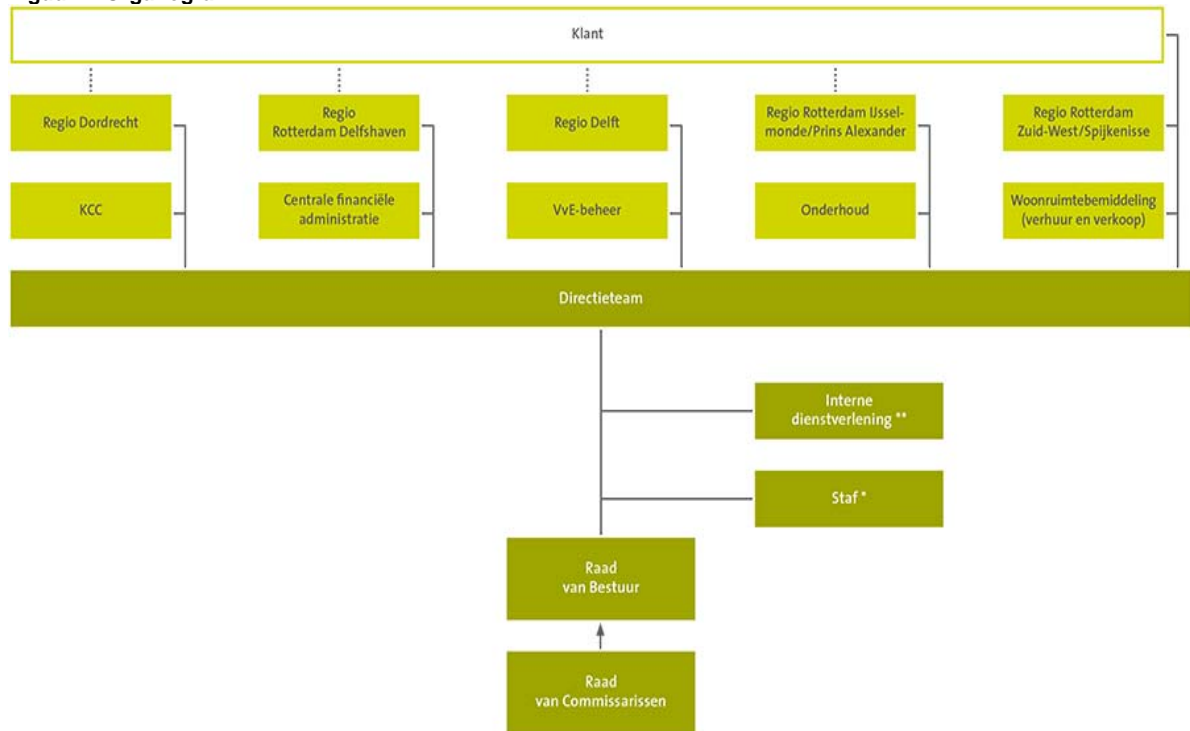 Klant
Regio Dordrecht
Regio
Rotterdam Delfshaven
Regio Delft
Regio Rotterdam IJssel-
monde/Prins Alexander
Regio Rotterdam
Zuid-West/Spijkenisse
KCC
Centrale financiële
administratie
VvE-beheer
Onderhoud
Woonruimtebemiddeling
(verhuur en verkoop)
Directieteam
Interne
dienstverlening **
Staf *
Raad
van Bestuur
Raad
van Commissarissen